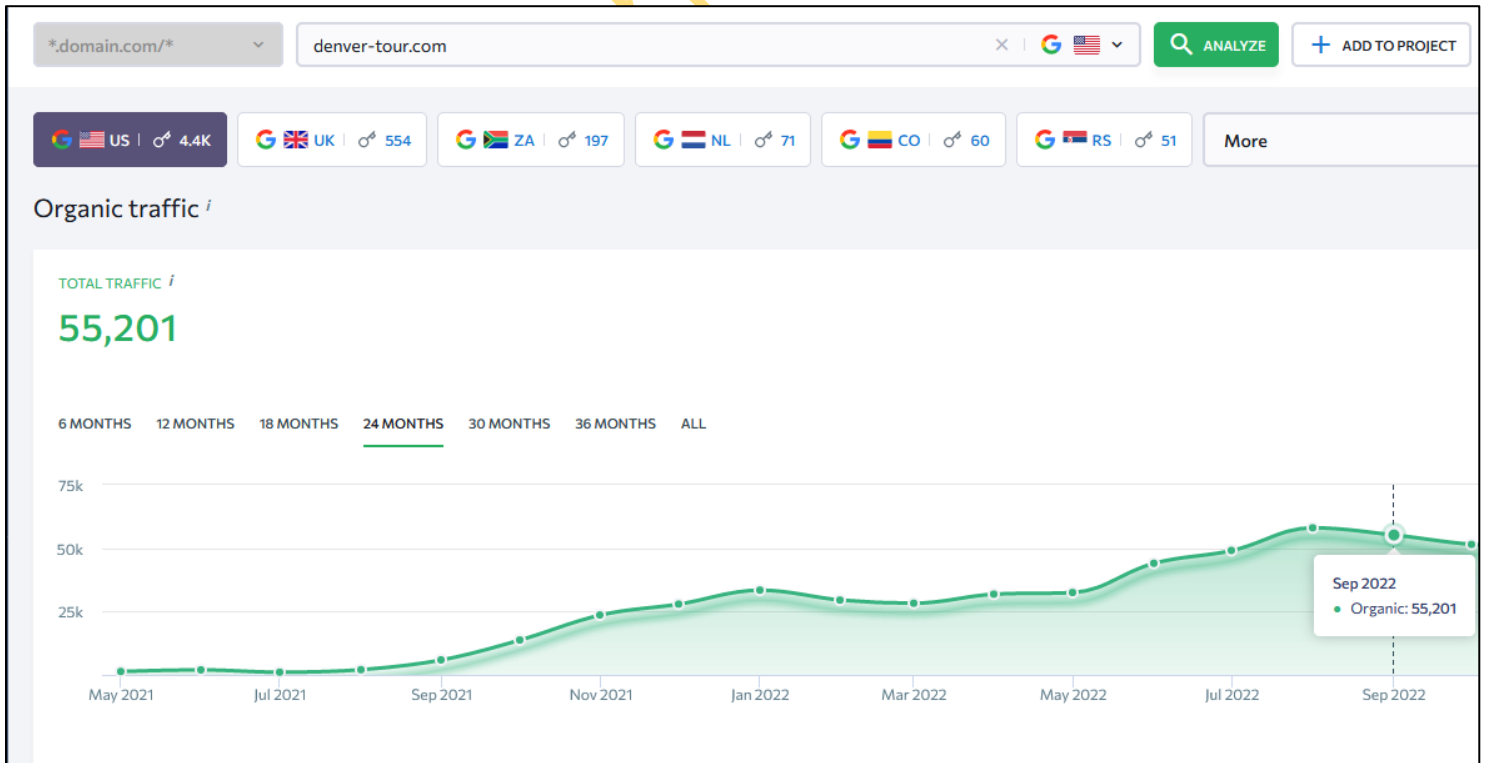 *.domain.com/* denver-tour.com ANALYZE + ADD TO PROJECT
US 4.4K UK 554 ZA 197 NL 71 CO 60 RS 51 More
Organic traffic i
TOTAL TRAFFIC i
55,201
6 MONTHS 12 MONTHS 18 MONTHS 24 MONTHS 30 MONTHS 36 MONTHS ALL
75k
50k
25k
Sep 2022
Organic: 55,201
May 2021 Jul 2021 Sep 2021 Nov 2021 Jan 2022 Mar 2022 May 2022 Jul 2022 Sep 2022